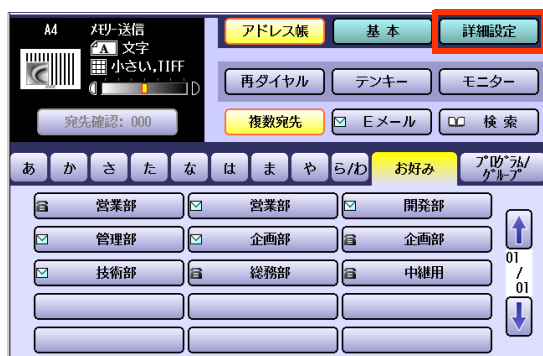 A4 ﾒﾓﾘｰ送信
A 文字
小さい,TIFF
D
宛先確認: 000
アドレス帳 基 本 詳細設定
再ダイヤル テンキー モニター
複数宛先 Eメール 検 索
あ か さ た な は ま や ら/わ お好み ﾌﾟﾛｸﾞﾗﾑ/
ｸﾞﾙｰﾌﾟ
営業部 営業部 開発部
管理部 企画部 企画部
技術部 総務部 中継用
01
/
01